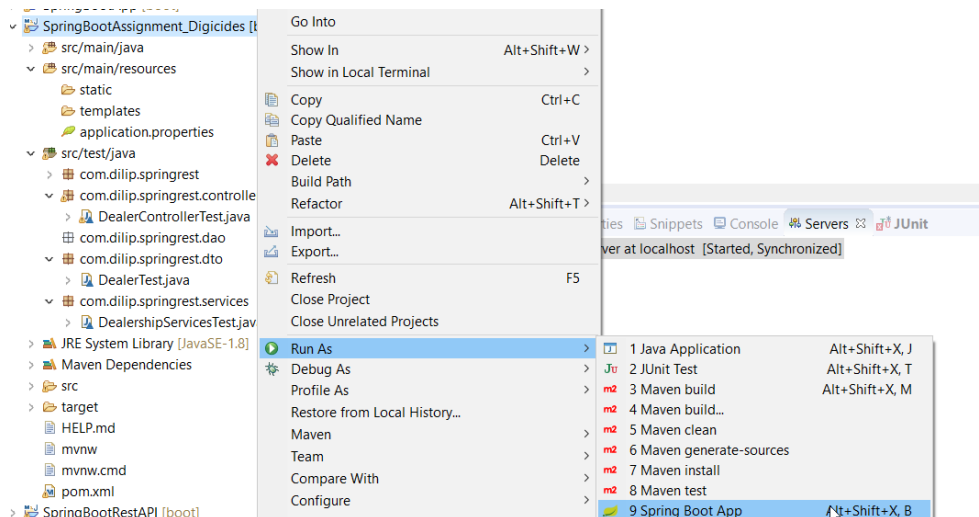 SpringBootAssignment_Digicides [b
src/main/java
src/main/resources
static
templates
application.properties
src/test/java
com.dilip.springrest
com.dilip.springrest.controlle
DealerControllerTest.java
com.dilip.springrest.dao
com.dilip.springrest.dto
DealerTest.java
com.dilip.springrest.services
DealershipServicesTest.jav
JRE System Library [JavaSE-1.8]
Maven Dependencies
src
target
HELP.md
mvnw
mvnw.cmd
pom.xml
SpringBootRestAPI [boot]
Go Into
Show In Alt+Shift+W >
Show in Local Terminal >
Copy Ctrl+C
Copy Qualified Name
Paste Ctrl+V
Delete Delete
Build Path >
Refactor Alt+Shift+T >
Import...
Export...
Refresh F5
Close Project
Close Unrelated Projects
Run As >
Debug As >
Profile As >
Restore from Local History...
Maven >
Team >
Compare With >
Configure >
ties Snippets Console Servers JUnit
ver at localhost [Started, Synchronized]
1 Java Application Alt+Shift+X, J
2 JUnit Test Alt+Shift+X, T
3 Maven build Alt+Shift+X, M
4 Maven build...
5 Maven clean
6 Maven generate-sources
7 Maven install
8 Maven test
9 Spring Boot App Alt+Shift+X, B